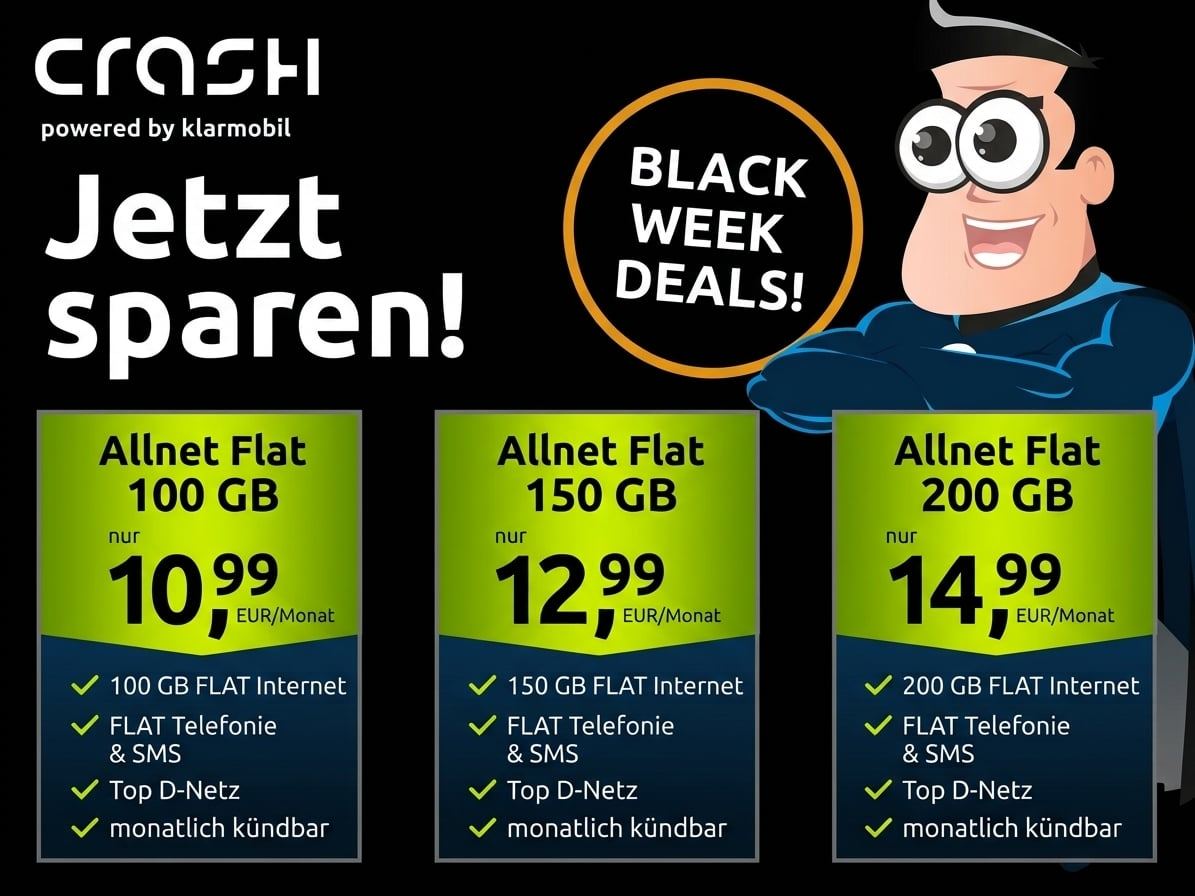 crash
powered by klarmobil
Jetzt
sparen!
BLACK
WEEK
DEALS!
Allnet Flat
100 GB
nur
10,99
EUR/Monat
100 GB FLAT Internet
FLAT Telefonie
& SMS
Top D-Netz
monatlich kündbar
Allnet Flat
150 GB
nur
12,99
EUR/Monat
150 GB FLAT Internet
FLAT Telefonie
& SMS
Top D-Netz
monatlich kündbar
Allnet Flat
200 GB
nur
14,99
EUR/Monat
200 GB FLAT Internet
FLAT Telefonie
& SMS
Top D-Netz
monatlich kündbar